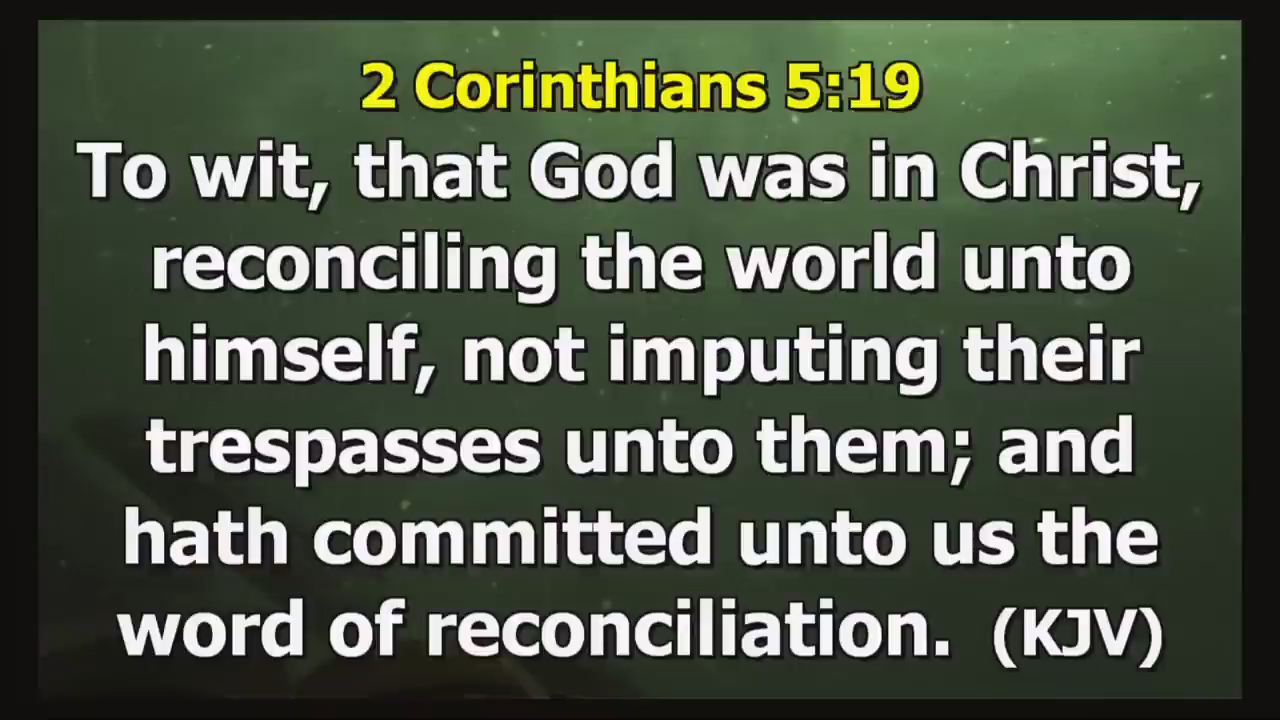 2 Corinthians 5:19
To wit, that God was in Christ,
reconciling the world unto
himself, not imputing their
trespasses unto them; and
hath committed unto us the
word of reconciliation. (KJV)